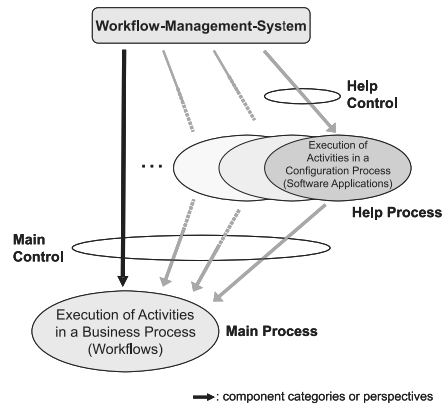 Workflow-Management-System
Help
Control
Execution of
Activities in a
Configuration Process
(Software Applications)
...
Help Process
Main
Control
Execution of Activities
in a Business Process
(Workflows)
Main Process
: component categories or perspectives